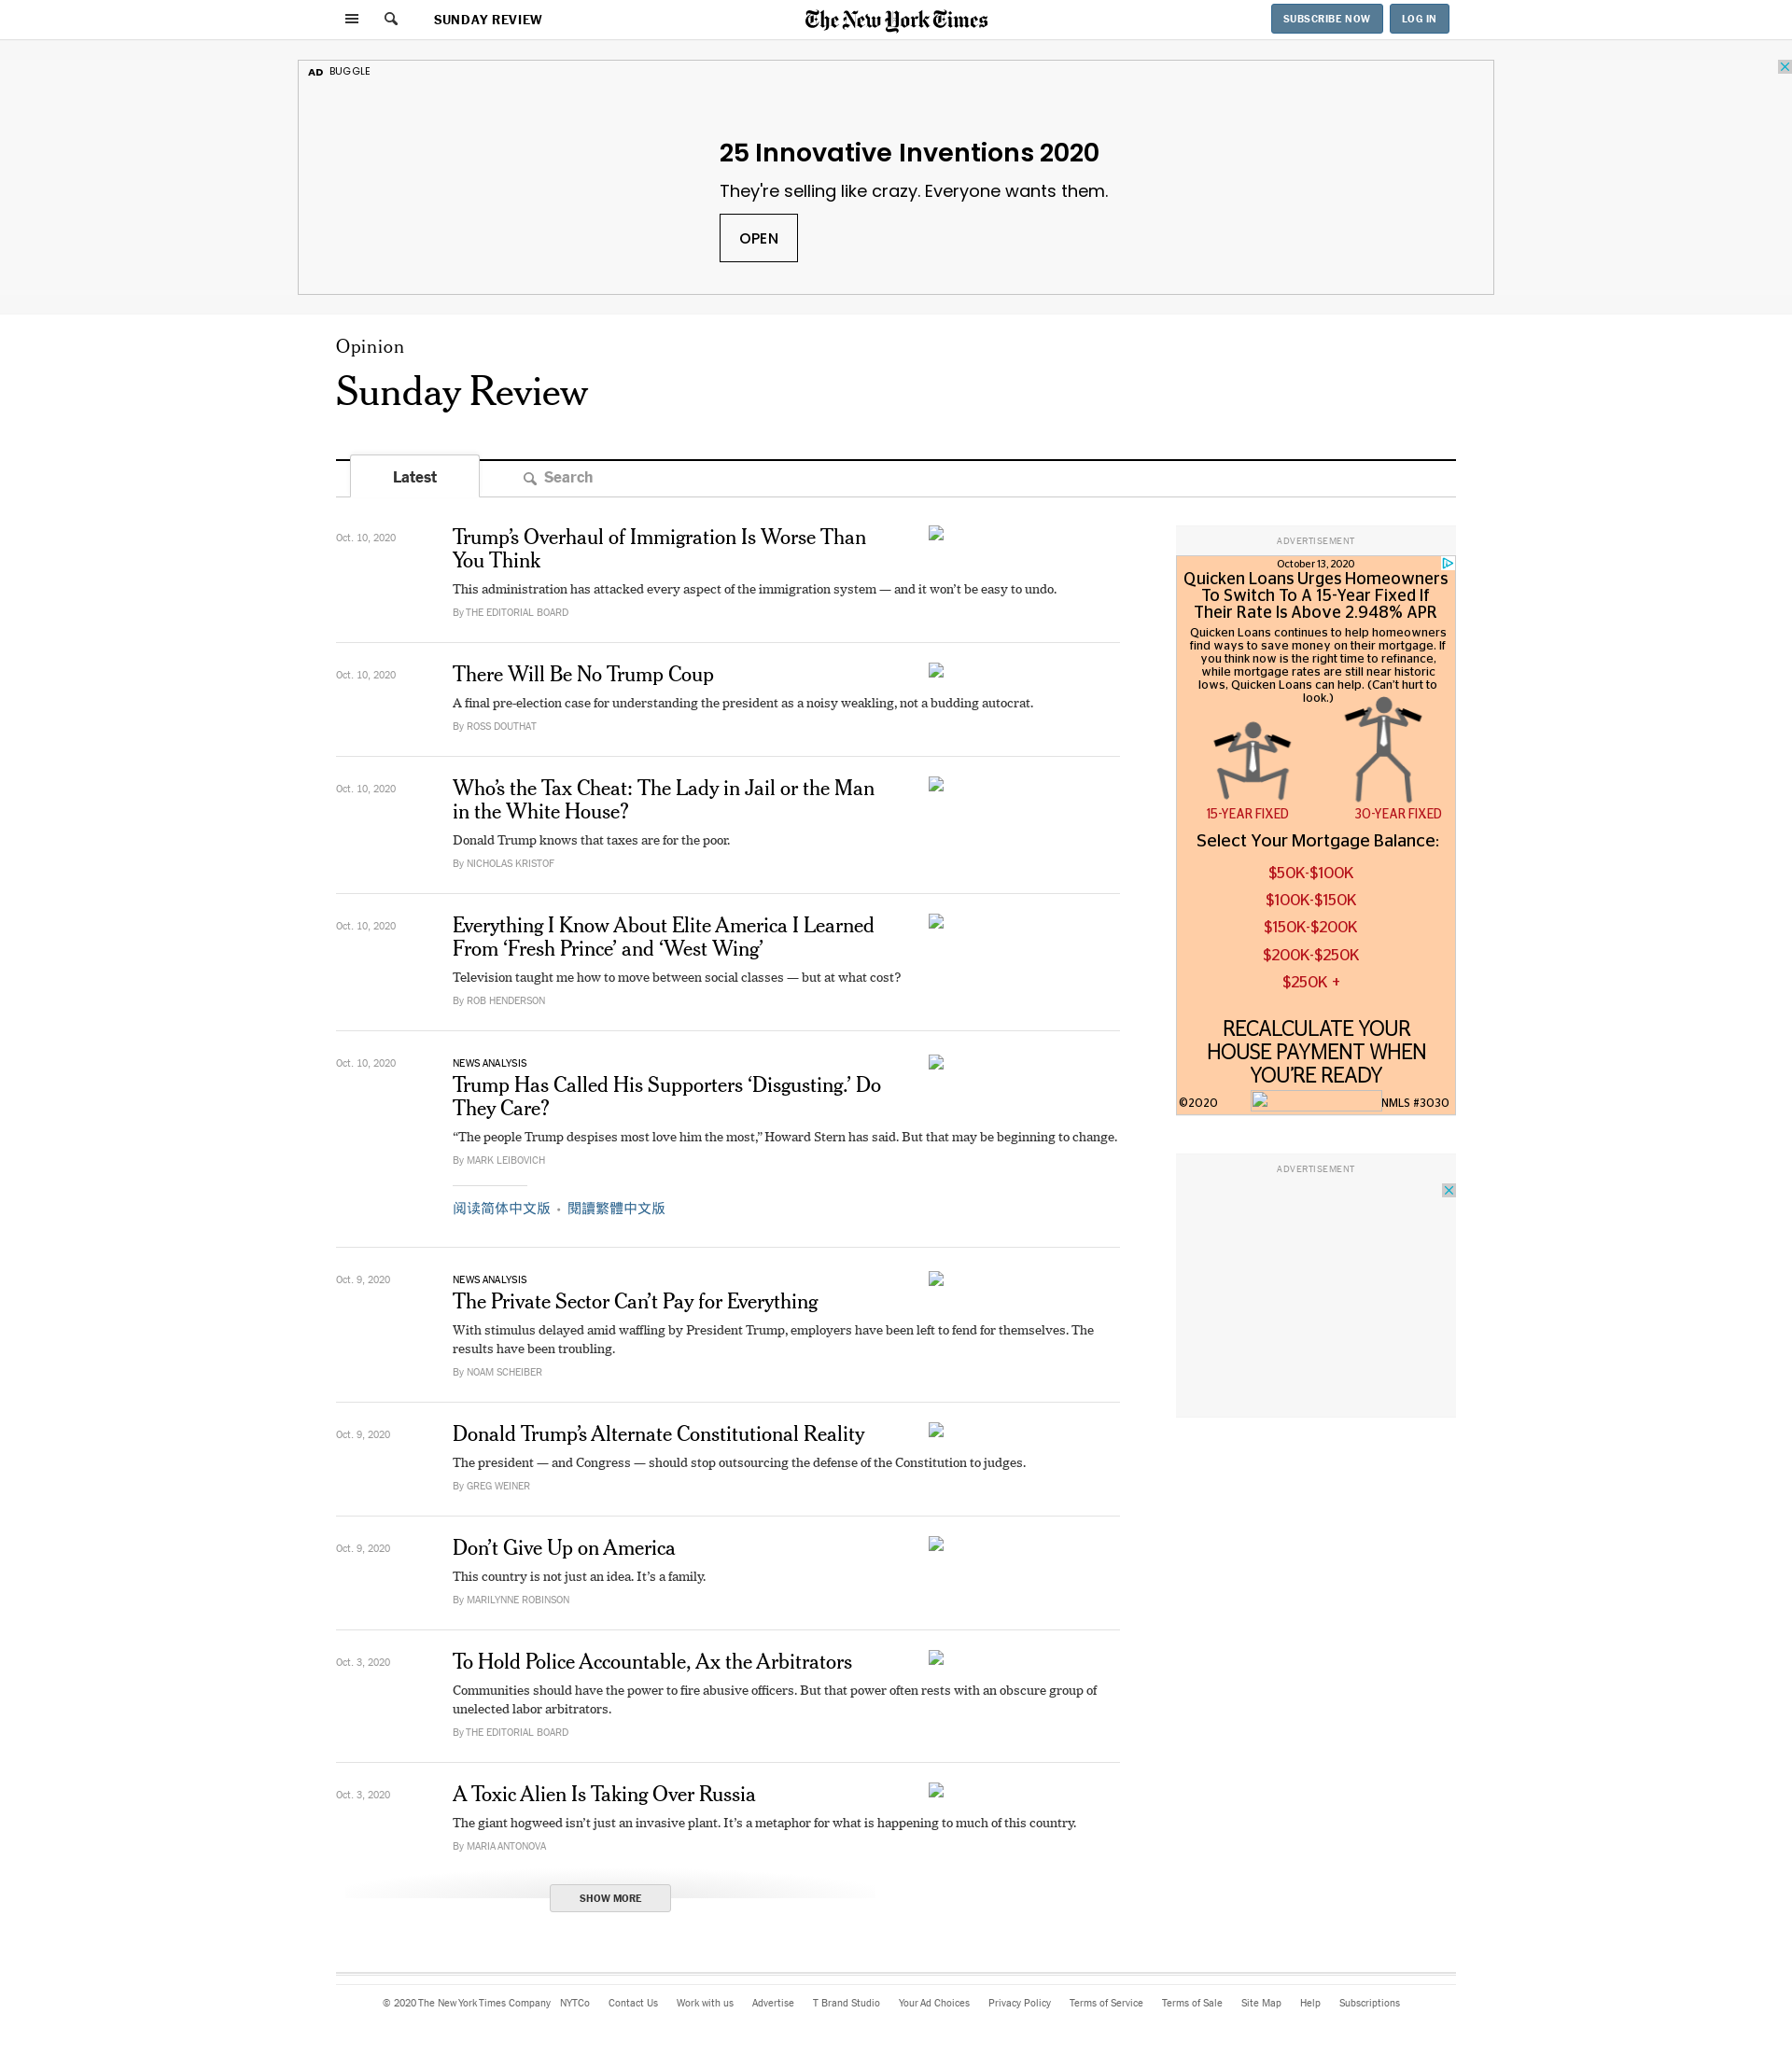 SUNDAY REVIEW
The New York Times
SUBSCRIBE NOW
LOG IN
AD BUGGLE
25 Innovative Inventions 2020
They're selling like crazy. Everyone wants them.
OPEN
Opinion
Sunday Review
Latest
Search
Oct. 10, 2020
Trump’s Overhaul of Immigration Is Worse Than
You Think
This administration has attacked every aspect of the immigration system — and it won’t be easy to undo.
By THE EDITORIAL BOARD
Oct. 10, 2020
There Will Be No Trump Coup
A final pre-election case for understanding the president as a noisy weakling, not a budding autocrat.
By ROSS DOUTHAT
Oct. 10, 2020
Who’s the Tax Cheat: The Lady in Jail or the Man
in the White House?
Donald Trump knows that taxes are for the poor.
By NICHOLAS KRISTOF
Oct. 10, 2020
Everything I Know About Elite America I Learned
From ‘Fresh Prince’ and ‘West Wing’
Television taught me how to move between social classes — but at what cost?
By ROB HENDERSON
Oct. 10, 2020
NEWS ANALYSIS
Trump Has Called His Supporters ‘Disgusting.’ Do
They Care?
“The people Trump despises most love him the most,” Howard Stern has said. But that may be beginning to change.
By MARK LEIBOVICH
阅读简体中文版 • 閱讀繁體中文版
Oct. 9, 2020
NEWS ANALYSIS
The Private Sector Can’t Pay for Everything
With stimulus delayed amid waffling by President Trump, employers have been left to fend for themselves. The
results have been troubling.
By NOAM SCHEIBER
Oct. 9, 2020
Donald Trump’s Alternate Constitutional Reality
The president — and Congress — should stop outsourcing the defense of the Constitution to judges.
By GREG WEINER
Oct. 9, 2020
Don’t Give Up on America
This country is not just an idea. It’s a family.
By MARILYNNE ROBINSON
Oct. 3, 2020
To Hold Police Accountable, Ax the Arbitrators
Communities should have the power to fire abusive officers. But that power often rests with an obscure group of
unelected labor arbitrators.
By THE EDITORIAL BOARD
Oct. 3, 2020
A Toxic Alien Is Taking Over Russia
The giant hogweed isn’t just an invasive plant. It’s a metaphor for what is happening to much of this country.
By MARIA ANTONOVA
SHOW MORE
ADVERTISEMENT
October 13, 2020
Quicken Loans Urges Homeowners
To Switch To A 15-Year Fixed If
Their Rate Is Above 2.948% APR
Quicken Loans continues to help homeowners
find ways to save money on their mortgage. If
you think now is the right time to refinance,
while mortgage rates are still near historic
lows, Quicken Loans can help. (Can't hurt to
look.)
15-YEAR FIXED
30-YEAR FIXED
Select Your Mortgage Balance:
$50K-$100K
$100K-$150K
$150K-$200K
$200K-$250K
$250K +
RECALCULATE YOUR
HOUSE PAYMENT WHEN
YOU'RE READY
©2020
NMLS #3030
ADVERTISEMENT
© 2020 The New York Times Company NYTCo Contact Us Work with us Advertise T Brand Studio Your Ad Choices Privacy Policy Terms of Service Terms of Sale Site Map Help Subscriptions